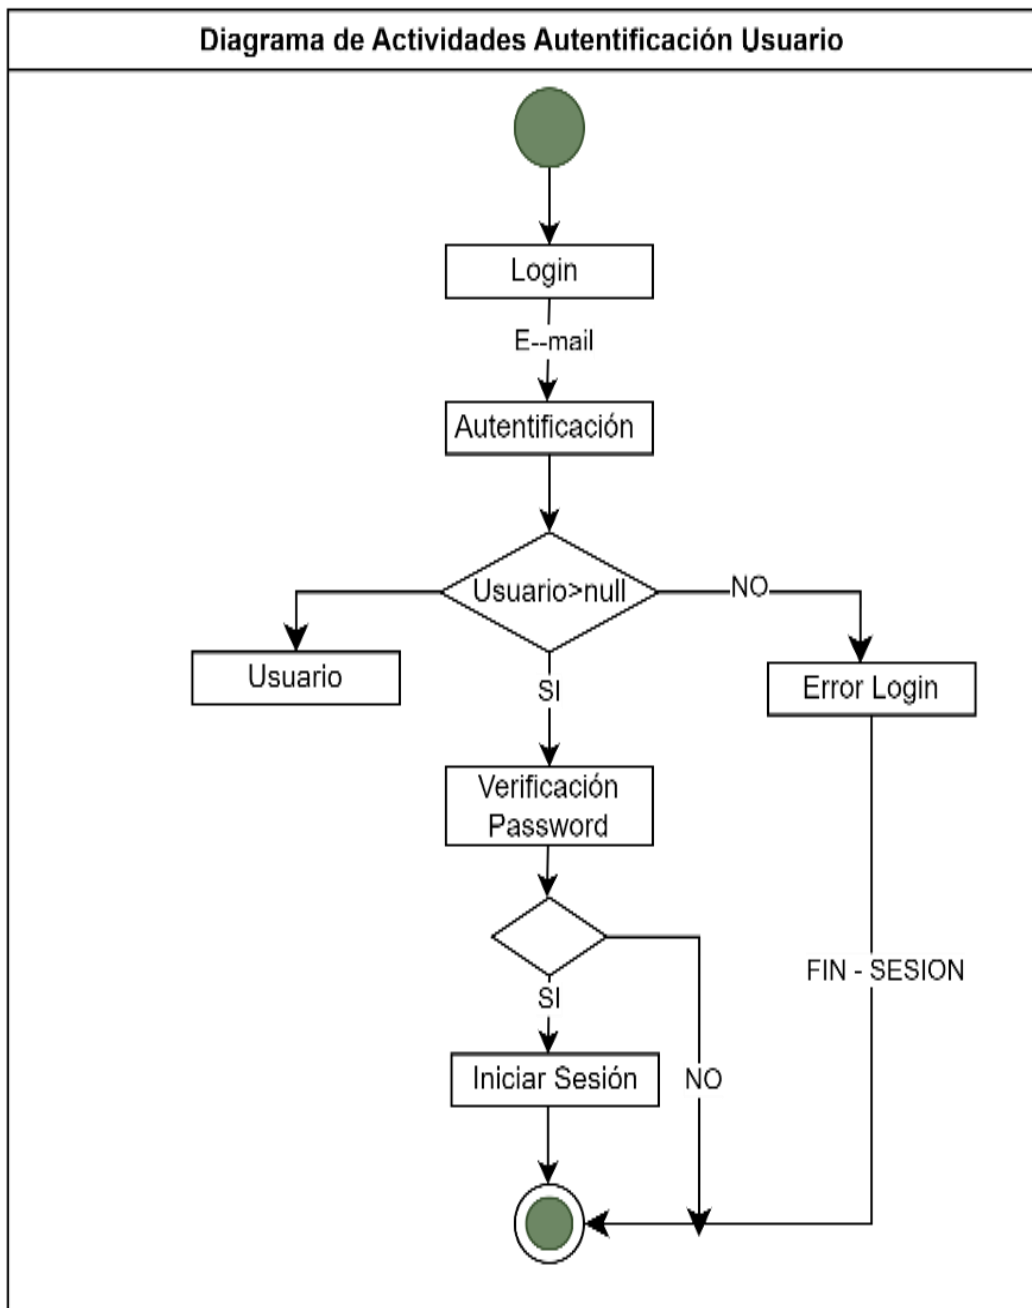 Diagrama de Actividades Autentificación Usuario
Login
E--mail
Autentificación
Usuario>null
NO
Usuario
SI
Error Login
Verificación
Password
FIN - SESION
SI
Iniciar Sesión
NO